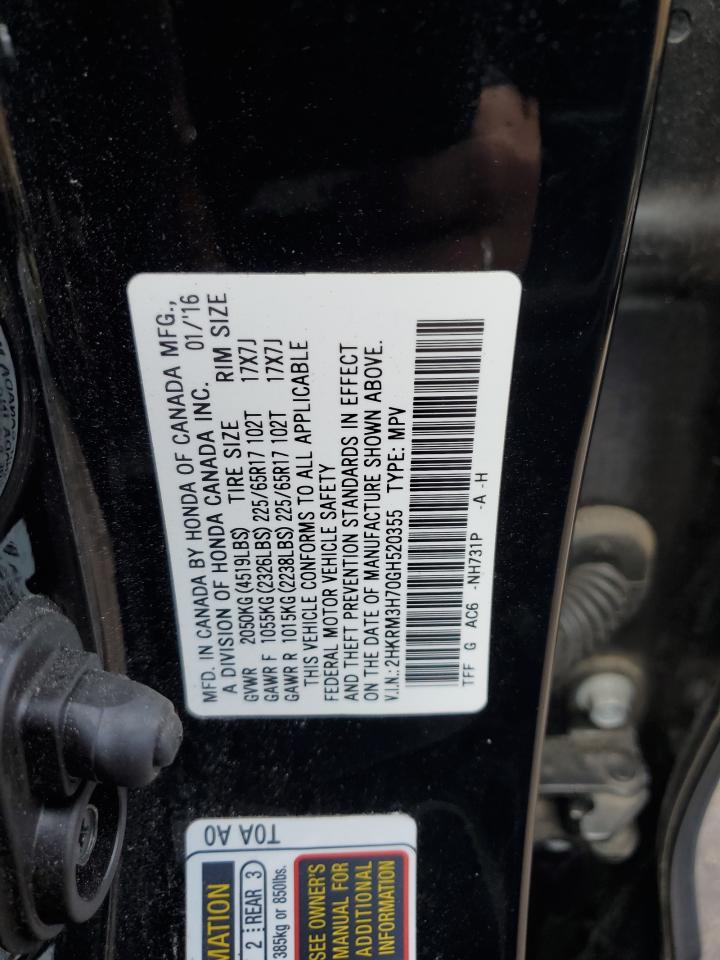 MFD. IN CANADA BY HONDA OF CANADA MFG.,
A DIVISION OF HONDA CANADA INC. 01/'16
GVWR 2050KG (4519LBS) TIRE SIZE RIM SIZE
GAWR F 1055KG (2326LBS) 225/65R17 102T 17X7J
GAWR R 1015KG (2238LBS) 225/65R17 102T 17X7J
THIS VEHICLE CONFORMS TO ALL APPLICABLE
FEDERAL MOTOR VEHICLE SAFETY
AND THEFT PREVENTION STANDARDS IN EFFECT
ON THE DATE OF MANUFACTURE SHOWN ABOVE.
V.I.N.: 2HKRM3H70GH520355 TYPE: MPV
TFF G AC6 -NH731P -A -H
T0A A0
MATION
2 REAR 3
385kg or 850lbs.
SEE OWNER'S
MANUAL FOR
ADDITIONAL
INFORMATION